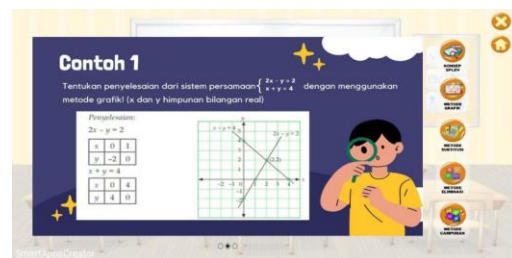 Contoh 1
Tentukan penyelesaian dari sistem persamaan { 2x - y = 2
x + y = 4 dengan menggunakan
metode grafik! (x dan y himpunan bilangan real)
Penyelesaian:
2x - y = 2
x 0 1
y -2 0
x + y = 4
x 0 4
y 4 0
2x - y = 2
(2,2)
KONSEP
SPLDV
METODE
GRAFIK
METODE
SUBTITUSI
METODE
ELIMINASI
METODE
CAMPURAN
SmartAppsCreator